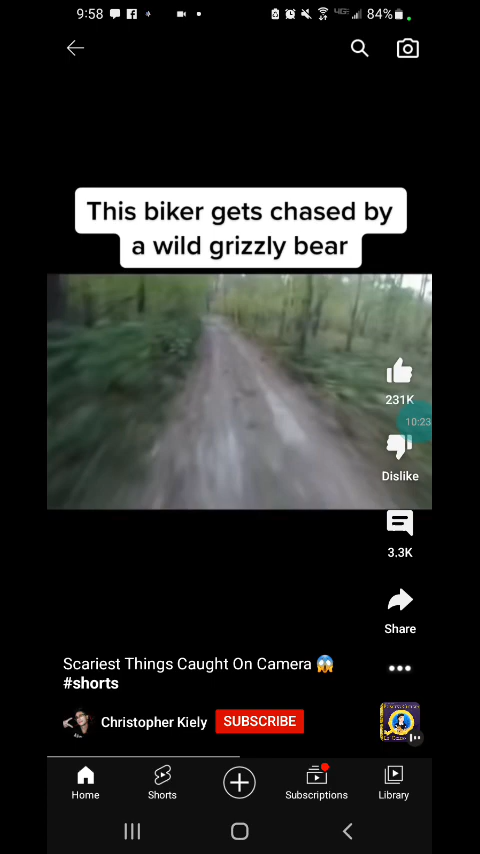 9:58
4GE
84%
This biker gets chased by
a wild grizzly bear
231K
10:23
Dislike
3.3K
Share
Scariest Things Caught On Camera 😱
#shorts
Christopher Kiely
SUBSCRIBE
Home
Shorts
Subscriptions
Library